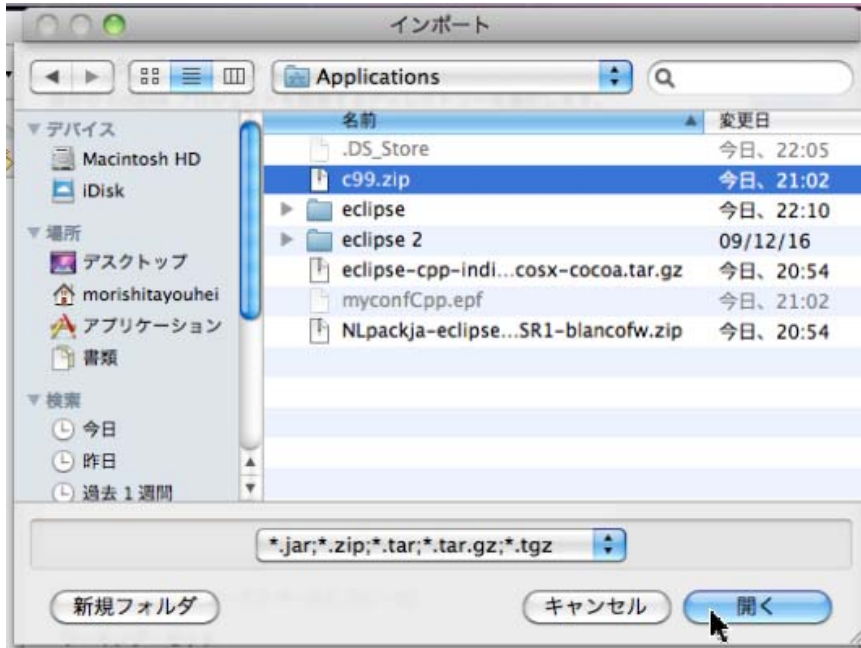 インポート
Applications
デバイス
Macintosh HD
iDisk
場所
デスクトップ
morishitayouhei
アプリケーション
書類
検索
今日
昨日
過去 1 週間
名前 変更日
.DS_Store 今日、22:05
c99.zip 今日、21:02
eclipse 今日、22:10
eclipse 2 09/12/16
eclipse-cpp-indi...cosx-cocoa.tar.gz 今日、20:54
myconfCpp.epf 今日、21:02
NLpackja-eclipse...SR1-blancofw.zip 今日、20:54
*.jar;*.zip;*.tar;*.tar.gz;*.tgz
新規フォルダ キャンセル 開く